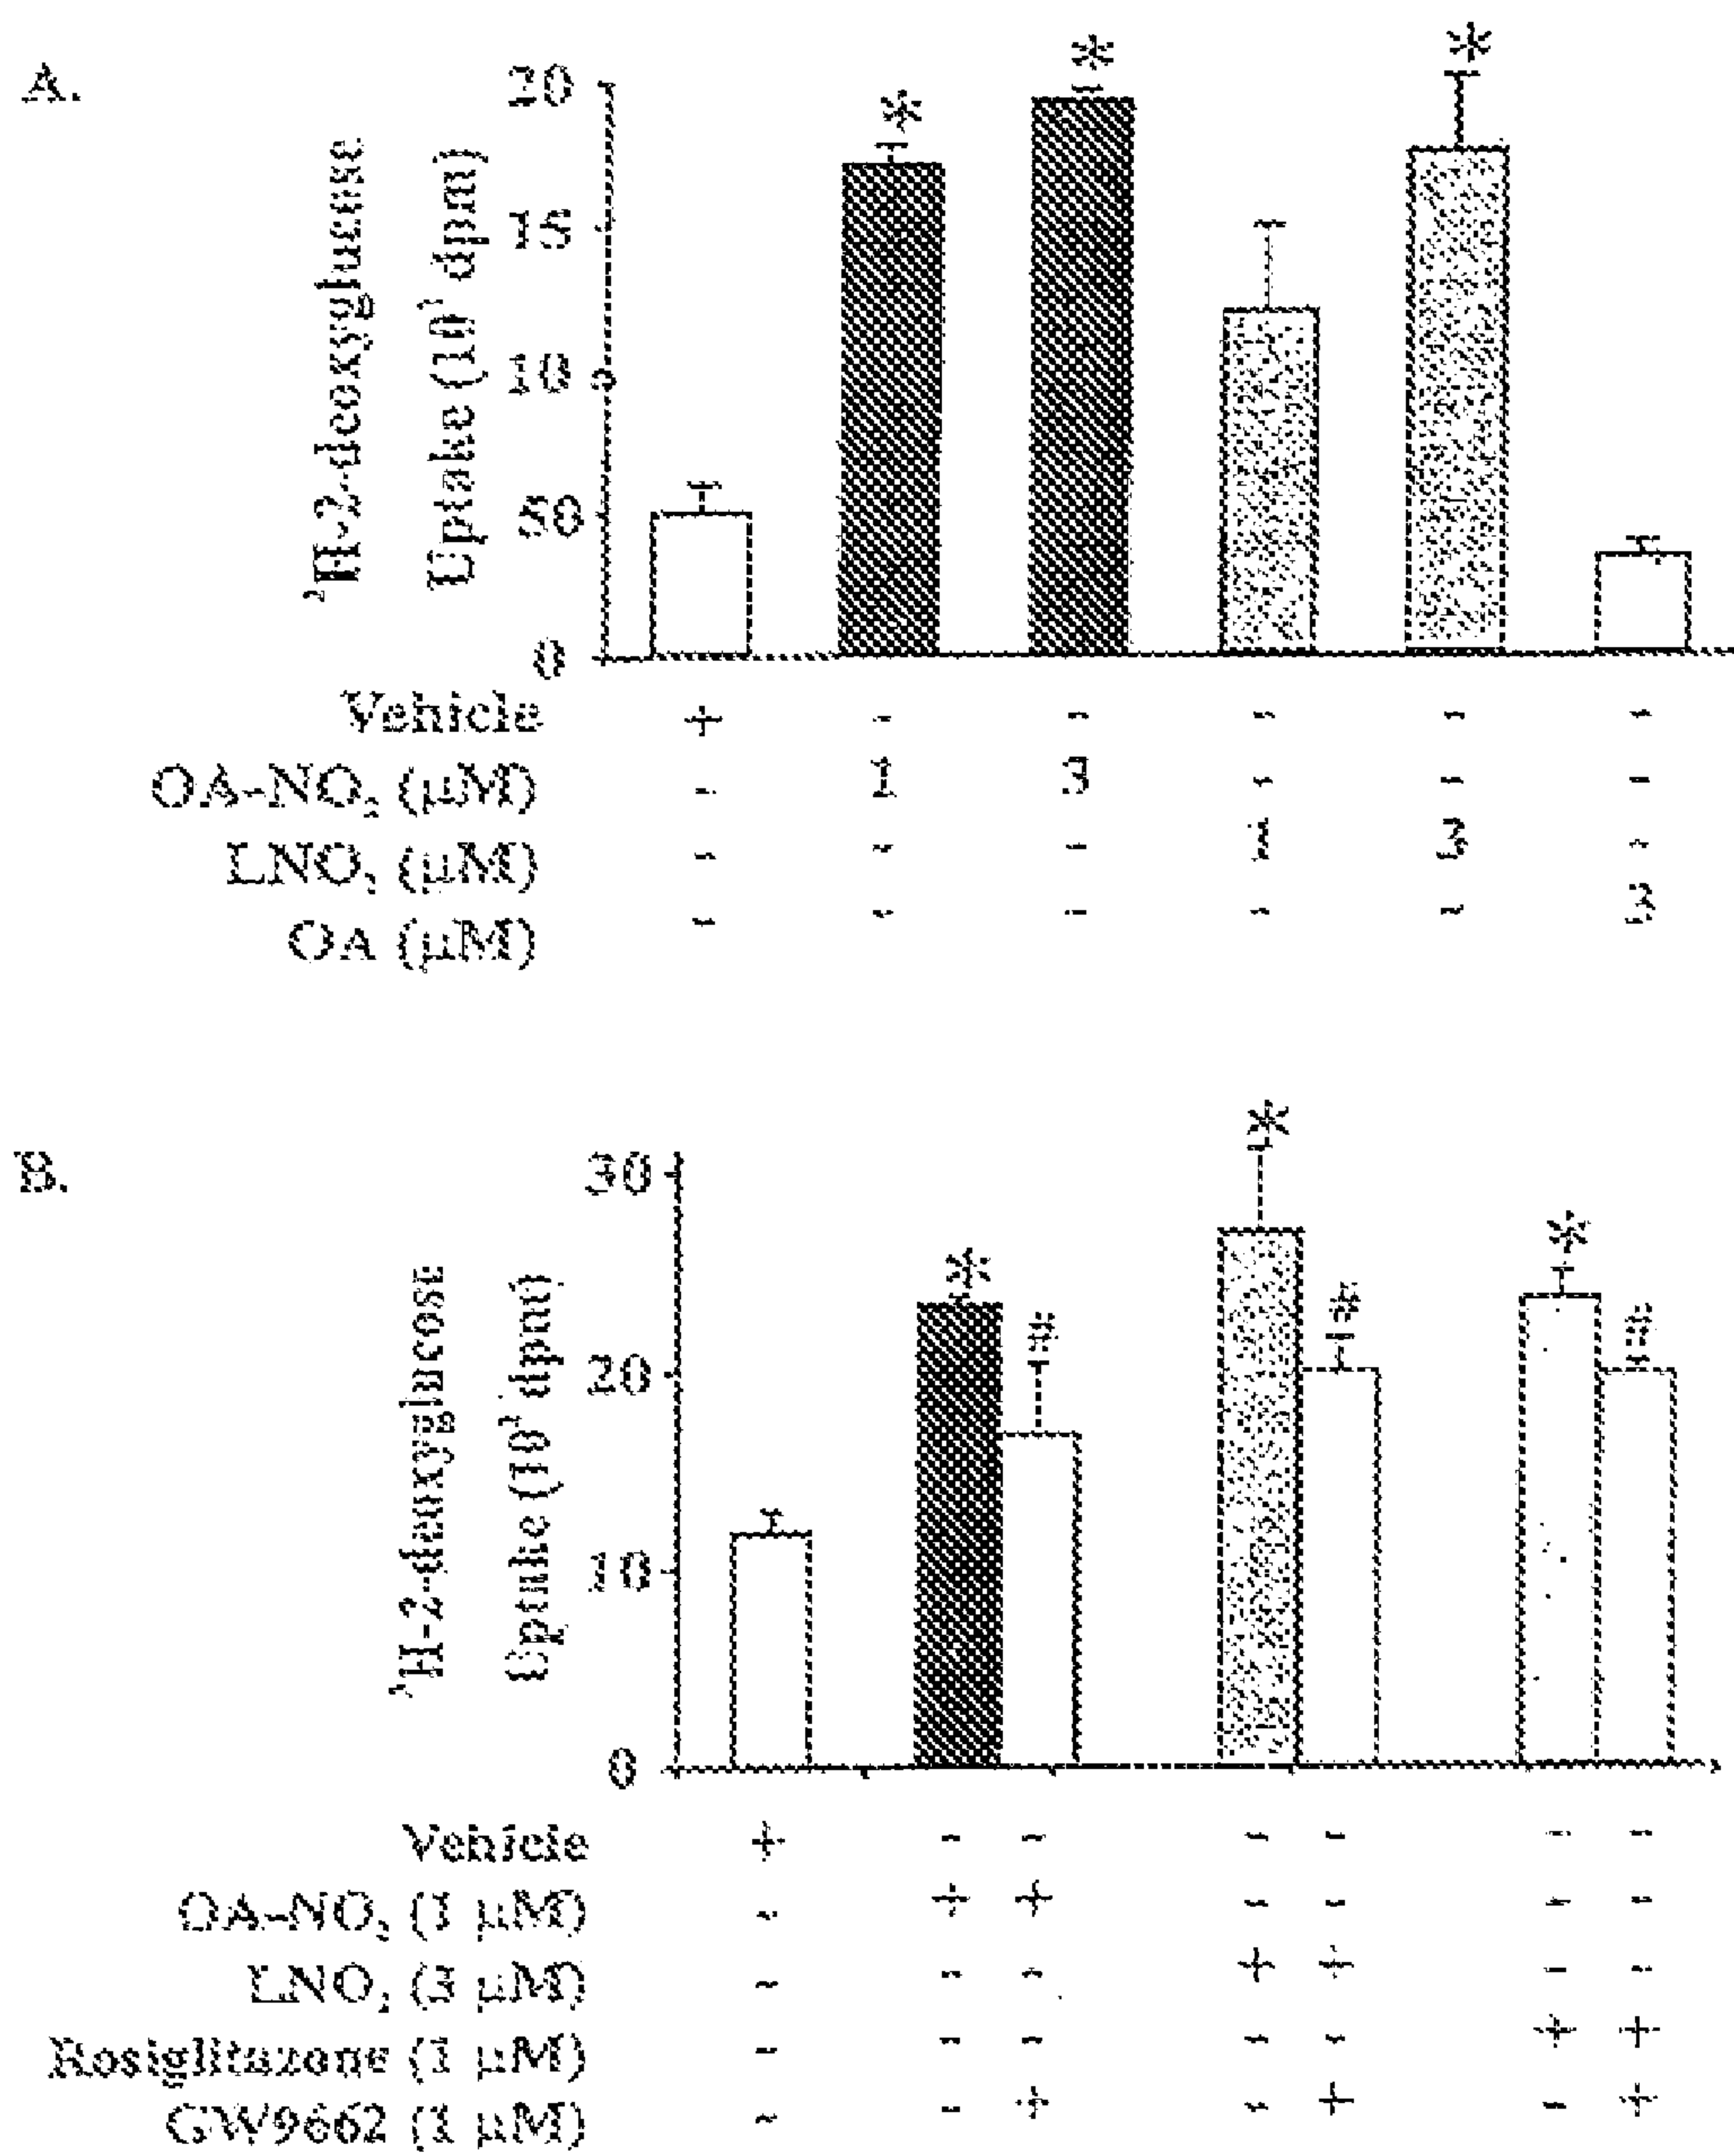 A.
³H-2-deoxyglucose
Uptake (10³ dpm)
20
15
10
50
0
* * *
Vehicle + - - - - -
OA-NO₂ (μM) - 1 3 - - -
LNO₂ (μM) - - - 1 3 -
OA (μM) - - - - - 3
B.
³H-2-deoxyglucose
Uptake (10³ dpm)
30
20
10
0
* # * # * #
Vehicle + - - - - - -
OA-NO₂ (1 μM) - + + - - - -
LNO₂ (3 μM) - - - + + - -
Rosiglitazone (1 μM) - - - - - + +
GW9662 (1 μM) - - + - + - +